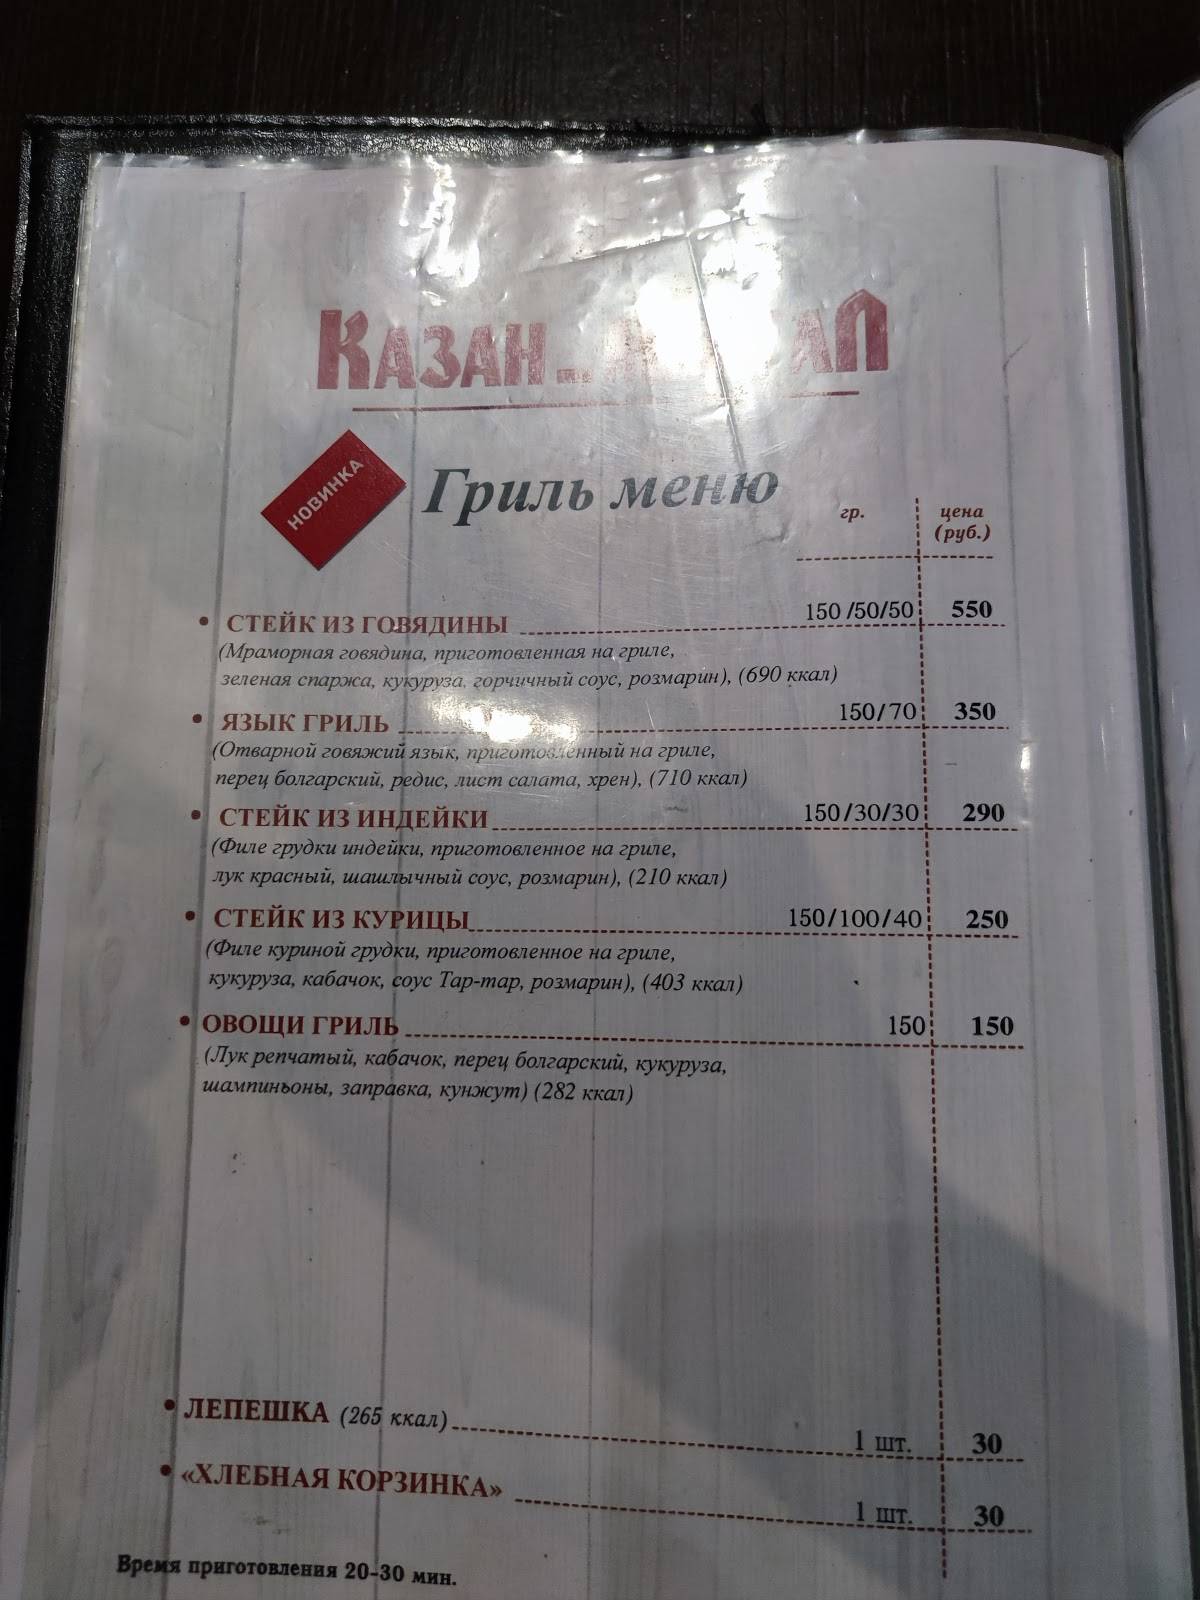 КАЗАН
НОВИНКА
Гриль меню
гр. цена
(руб.)
• СТЕЙК ИЗ ГОВЯДИНЫ 150 /50/50 550
(Мраморная говядина, приготовленная на гриле,
зеленая спаржа, кукуруза, горчичный соус, розмарин), (690 ккал)
• ЯЗЫК ГРИЛЬ 150/70 350
(Отварной говяжий язык, приготовленный на гриле,
перец болгарский, редис, лист салата, хрен), (710 ккал)
• СТЕЙК ИЗ ИНДЕЙКИ 150/30/30 290
(Филе грудки индейки, приготовленное на гриле,
лук красный, шашлычный соус, розмарин), (210 ккал)
• СТЕЙК ИЗ КУРИЦЫ 150/100/40 250
(Филе куриной грудки, приготовленное на гриле,
кукуруза, кабачок, соус Тар-тар, розмарин), (403 ккал)
• ОВОЩИ ГРИЛЬ 150 150
(Лук репчатый, кабачок, перец болгарский, кукуруза,
шампиньоны, заправка, кунжут) (282 ккал)
• ЛЕПЕШКА (265 ккал) 1 шт. 30
• «ХЛЕБНАЯ КОРЗИНКА» 1 шт. 30
Время приготовления 20-30 мин.